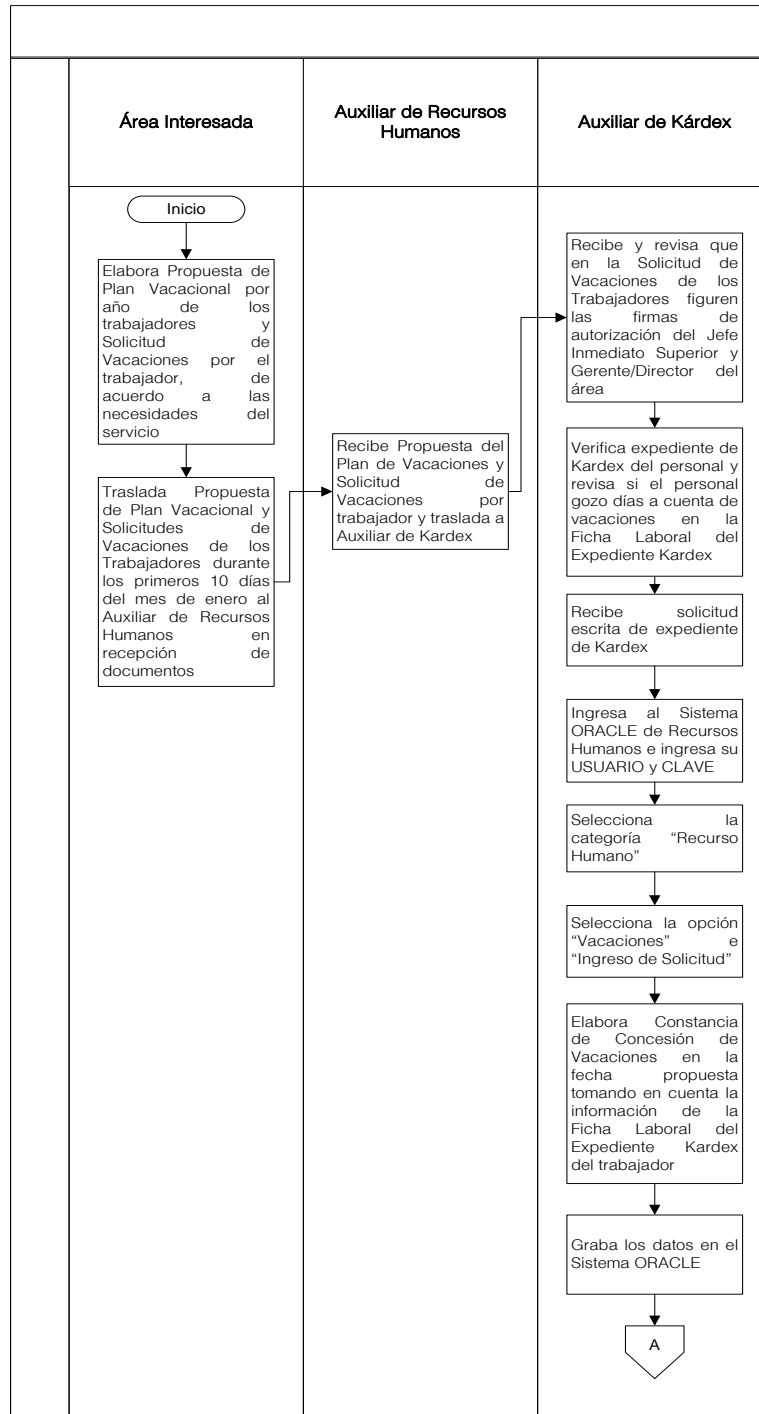 Área Interesada
Auxiliar de Recursos
Humanos
Auxiliar de Kárdex
Inicio
Elabora Propuesta de
Plan Vacacional por
año de los
trabajadores y
Solicitud de
Vacaciones por el
trabajador, de
acuerdo a las
necesidades del
servicio
Traslada Propuesta
de Plan Vacacional y
Solicitudes de
Vacaciones de los
Trabajadores durante
los primeros 10 días
del mes de enero al
Auxiliar de Recursos
Humanos en
recepción de
documentos
Recibe Propuesta del
Plan de Vacaciones y
Solicitud de
Vacaciones por
trabajador y traslada a
Auxiliar de Kardex
Recibe y revisa que
en la Solicitud de
Vacaciones de los
Trabajadores figuren
las firmas de
autorización del Jefe
Inmediato Superior y
Gerente/Director del
área
Verifica expediente de
Kardex del personal y
revisa si el personal
gozo días a cuenta de
vacaciones en la
Ficha Laboral del
Expediente Kardex
Recibe solicitud
escrita de expediente
de Kardex
Ingresa al Sistema
ORACLE de Recursos
Humanos e ingresa su
USUARIO y CLAVE
Selecciona la
categoría “Recurso
Humano”
Selecciona la opción
“Vacaciones” e
“Ingreso de Solicitud”
Elabora Constancia
de Concesión de
Vacaciones en la
fecha propuesta
tomando en cuenta la
información de la
Ficha Laboral del
Expediente Kardex
del trabajador
Graba los datos en el
Sistema ORACLE
A